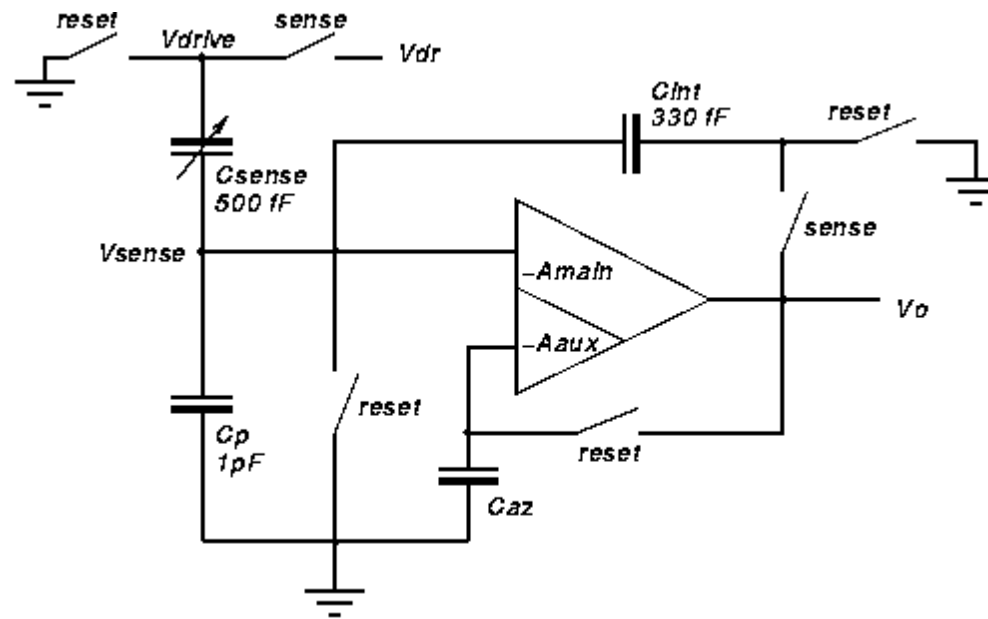 reset
sense
Vdrive
Vdr
Cint
330 fF
reset
Csense
500 fF
sense
Vsense
–Amain
Vo
–Aaux
reset
Cp
1pF
reset
Caz